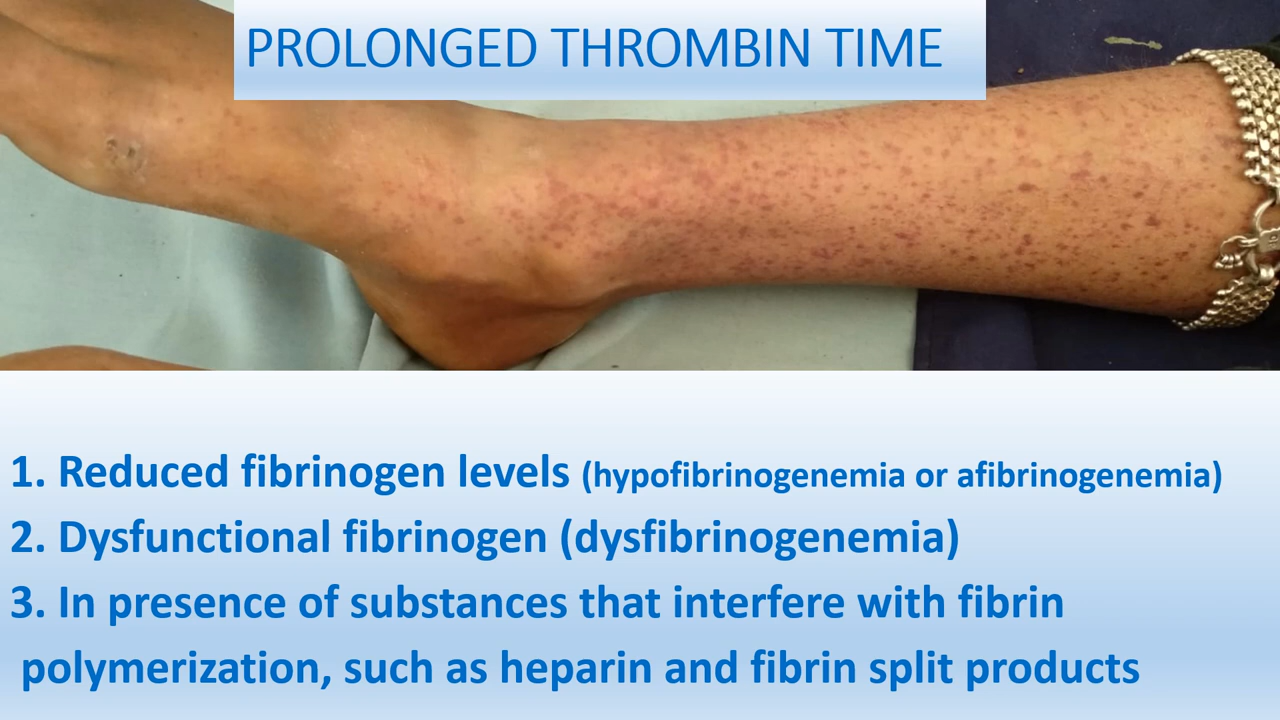 PROLONGED THROMBIN TIME
1. Reduced fibrinogen levels (hypofibrinogenemia or afibrinogenemia)
2. Dysfunctional fibrinogen (dysfibrinogenemia)
3. In presence of substances that interfere with fibrin
polymerization, such as heparin and fibrin split products